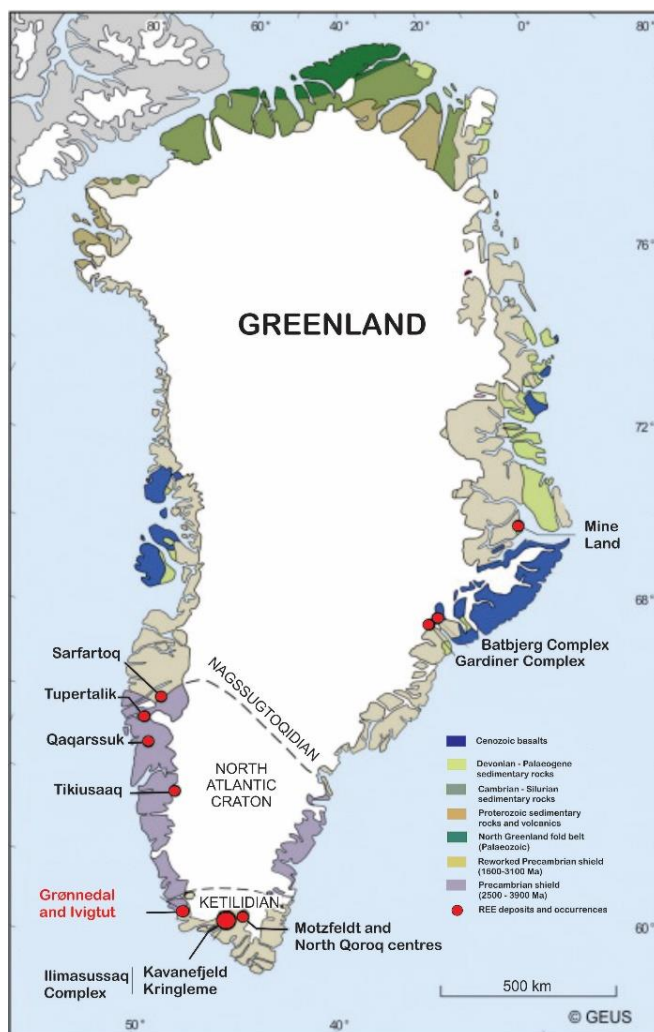 80°
60°
40°
20°
0°
80°
76°
GREENLAND
72°
Mine
Land
68°
Batbjerg Complex
Gardiner Complex
Sarfartoq
Tupertalik
NAGSSUGTOQIDIAN
Qaqarssuk
NORTH
ATLANTIC
CRATON
Tikiusaaq
Cenozoic basalts
Devonian - Palaeogene
sedimentary rocks
Cambrian - Silurian
sedimentary rocks
Proterozoic sedimentary
rocks and volcanics
North Greenland fold belt
(Palaeozoic)
Reworked Precambrian shield
(1600-3100 Ma)
Precambrian shield
(2500 - 3900 Ma)
REE deposits and occurrences
Grønnedal
and Ivigtut
KETILIDIAN
Motzfeldt and
North Qoroq centres
60°
Ilimasussaq
Complex
Kavanefjeld
Kringleme
500 km
50°
40°
© GEUS